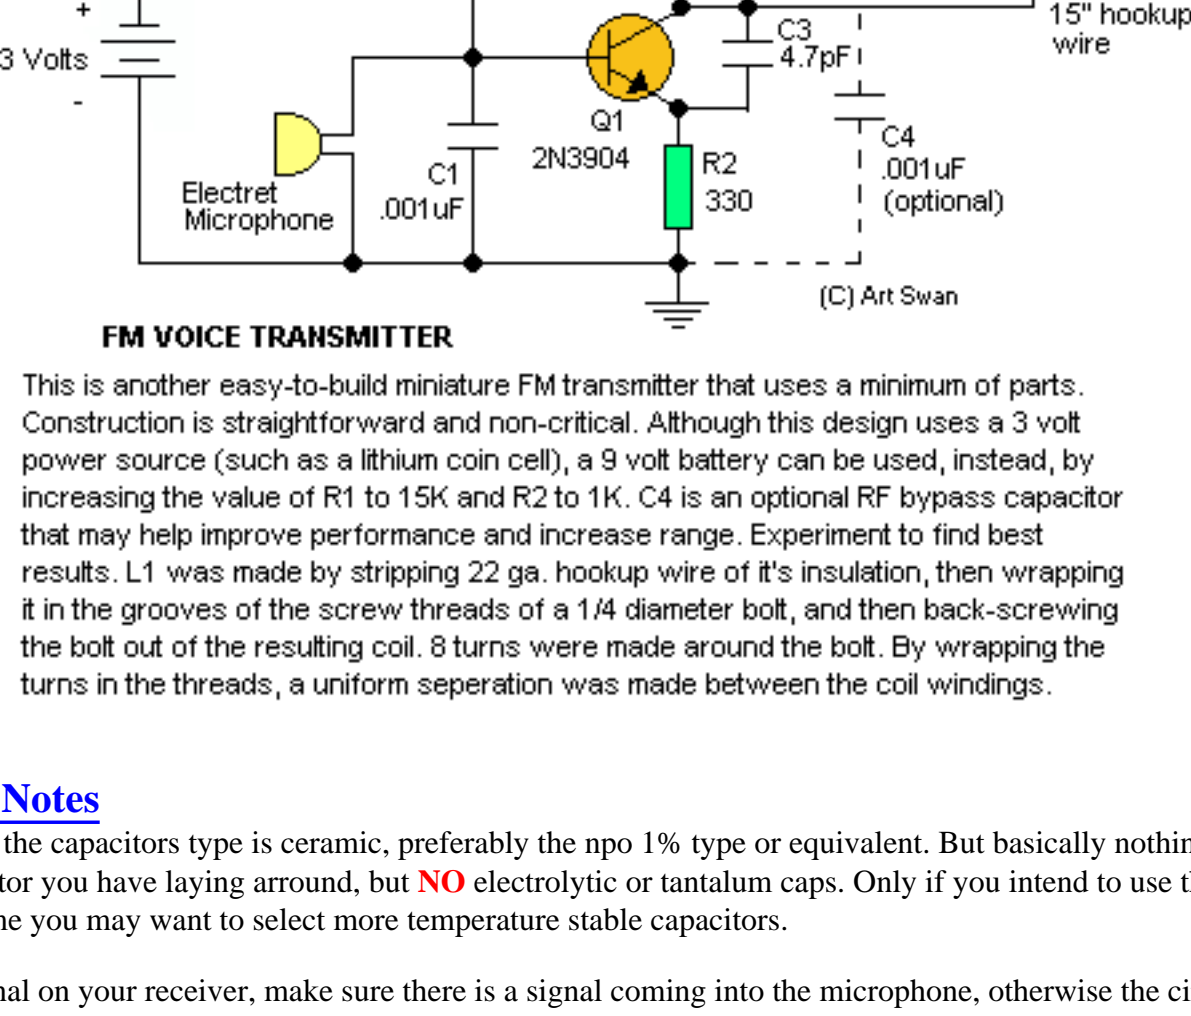 +
3 Volts
-
15" hookup
wire
C3
4.7pF
Q1
2N3904
C4
.001uF
(optional)
R2
330
C1
.001uF
Electret
Microphone
(C) Art Swan
FM VOICE TRANSMITTER
This is another easy-to-build miniature FM transmitter that uses a minimum of parts.
Construction is straightforward and non-critical. Although this design uses a 3 volt
power source (such as a lithium coin cell), a 9 volt battery can be used, instead, by
increasing the value of R1 to 15K and R2 to 1K. C4 is an optional RF bypass capacitor
that may help improve performance and increase range. Experiment to find best
results. L1 was made by stripping 22 ga. hookup wire of it's insulation, then wrapping
it in the grooves of the screw threads of a 1/4 diameter bolt, and then back-screwing
the bolt out of the resulting coil. 8 turns were made around the bolt. By wrapping the
turns in the threads, a uniform seperation was made between the coil windings.
Notes
the capacitors type is ceramic, preferably the npo 1% type or equivalent. But basically nothin
tor you have laying arround, but NO electrolytic or tantalum caps. Only if you intend to use t
ne you may want to select more temperature stable capacitors.
nal on your receiver, make sure there is a signal coming into the microphone, otherwise the ci